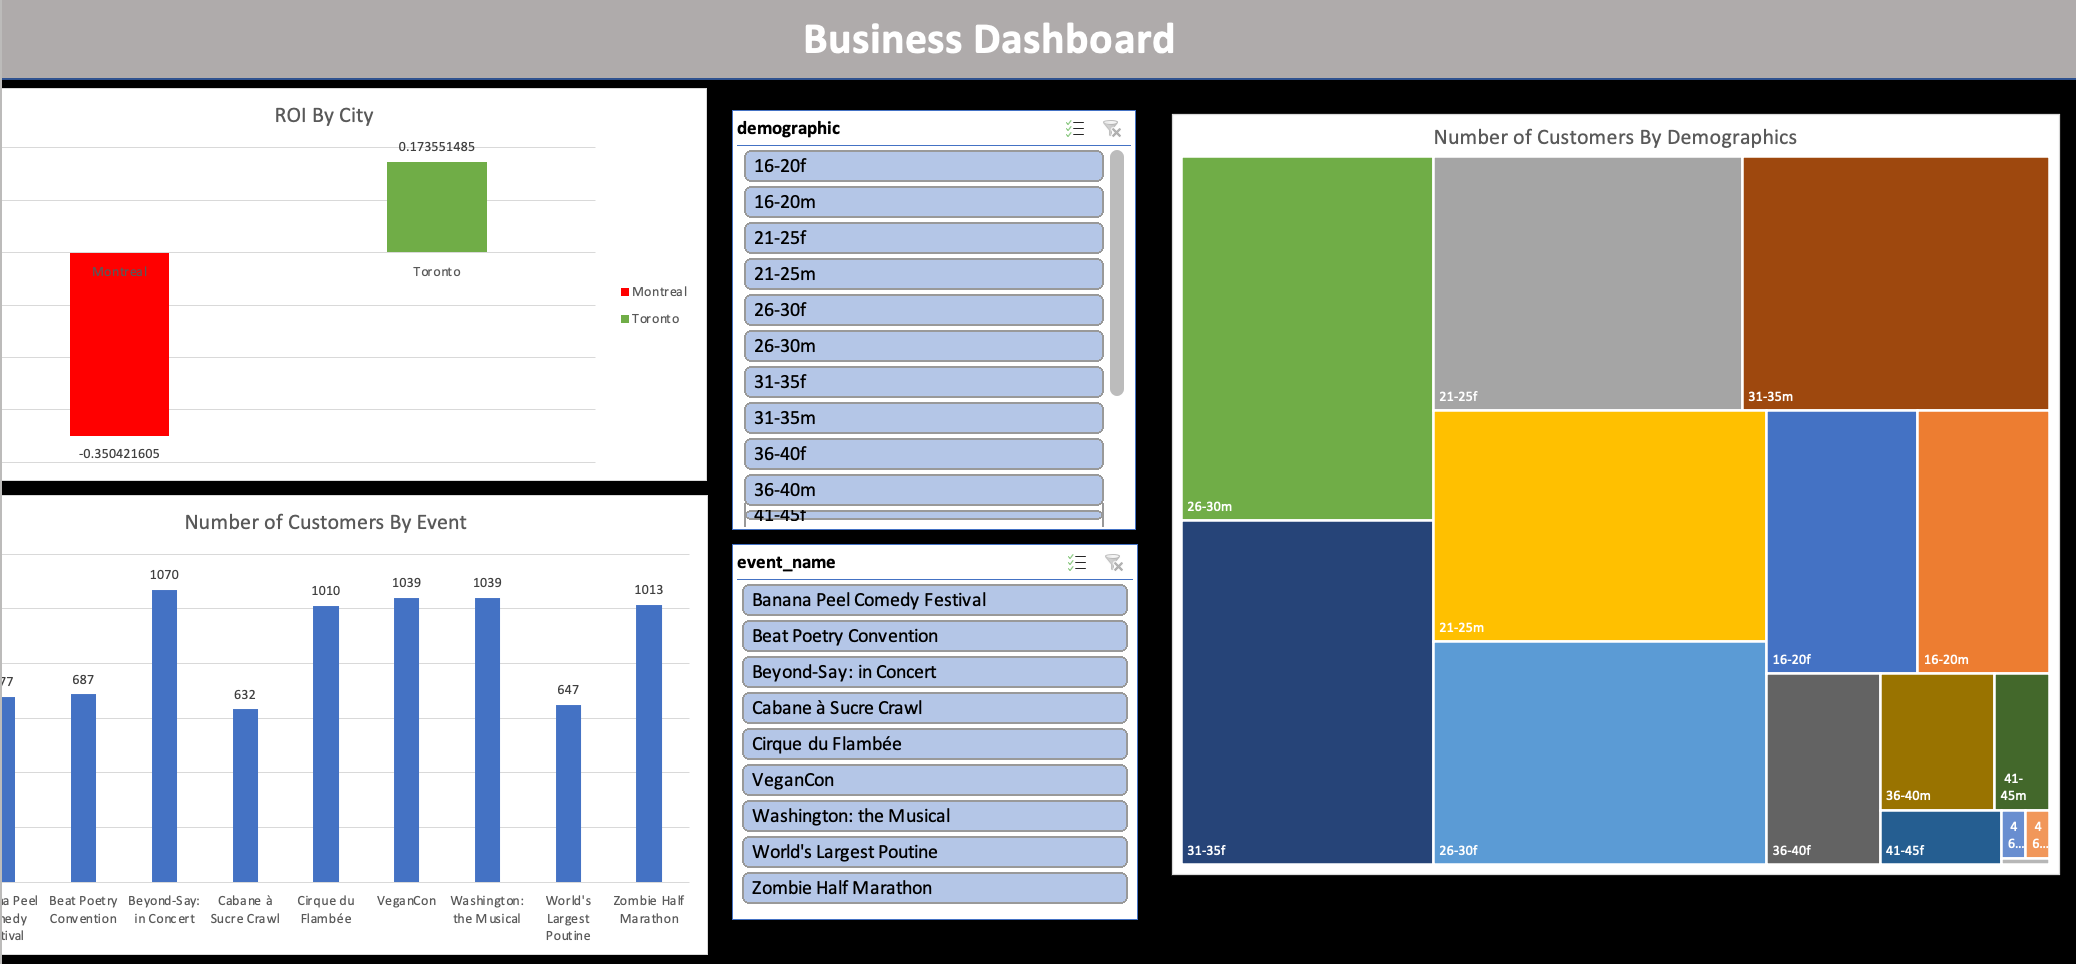 Business Dashboard
ROI By City
0.173551485
Montreal
Toronto
-0.350421605
Montreal
Toronto
Number of Customers By Event
77
687
1070
632
1010
1039
1039
647
1013
a Peel
edy
tival
Beat Poetry
Convention
Beyond-Say:
in Concert
Cabane à
Sucre Crawl
Cirque du
Flambée
VeganCon
Washington:
the Musical
World's
Largest
Poutine
Zombie Half
Marathon
demographic
16-20f
16-20m
21-25f
21-25m
26-30f
26-30m
31-35f
31-35m
36-40f
36-40m
41-45f
event_name
Banana Peel Comedy Festival
Beat Poetry Convention
Beyond-Say: in Concert
Cabane à Sucre Crawl
Cirque du Flambée
VeganCon
Washington: the Musical
World's Largest Poutine
Zombie Half Marathon
Number of Customers By Demographics
26-30m
31-35f
21-25f
31-35m
21-25m
26-30f
16-20f
16-20m
36-40f
36-40m
41-
45m
41-45f
4
6...
4
6...